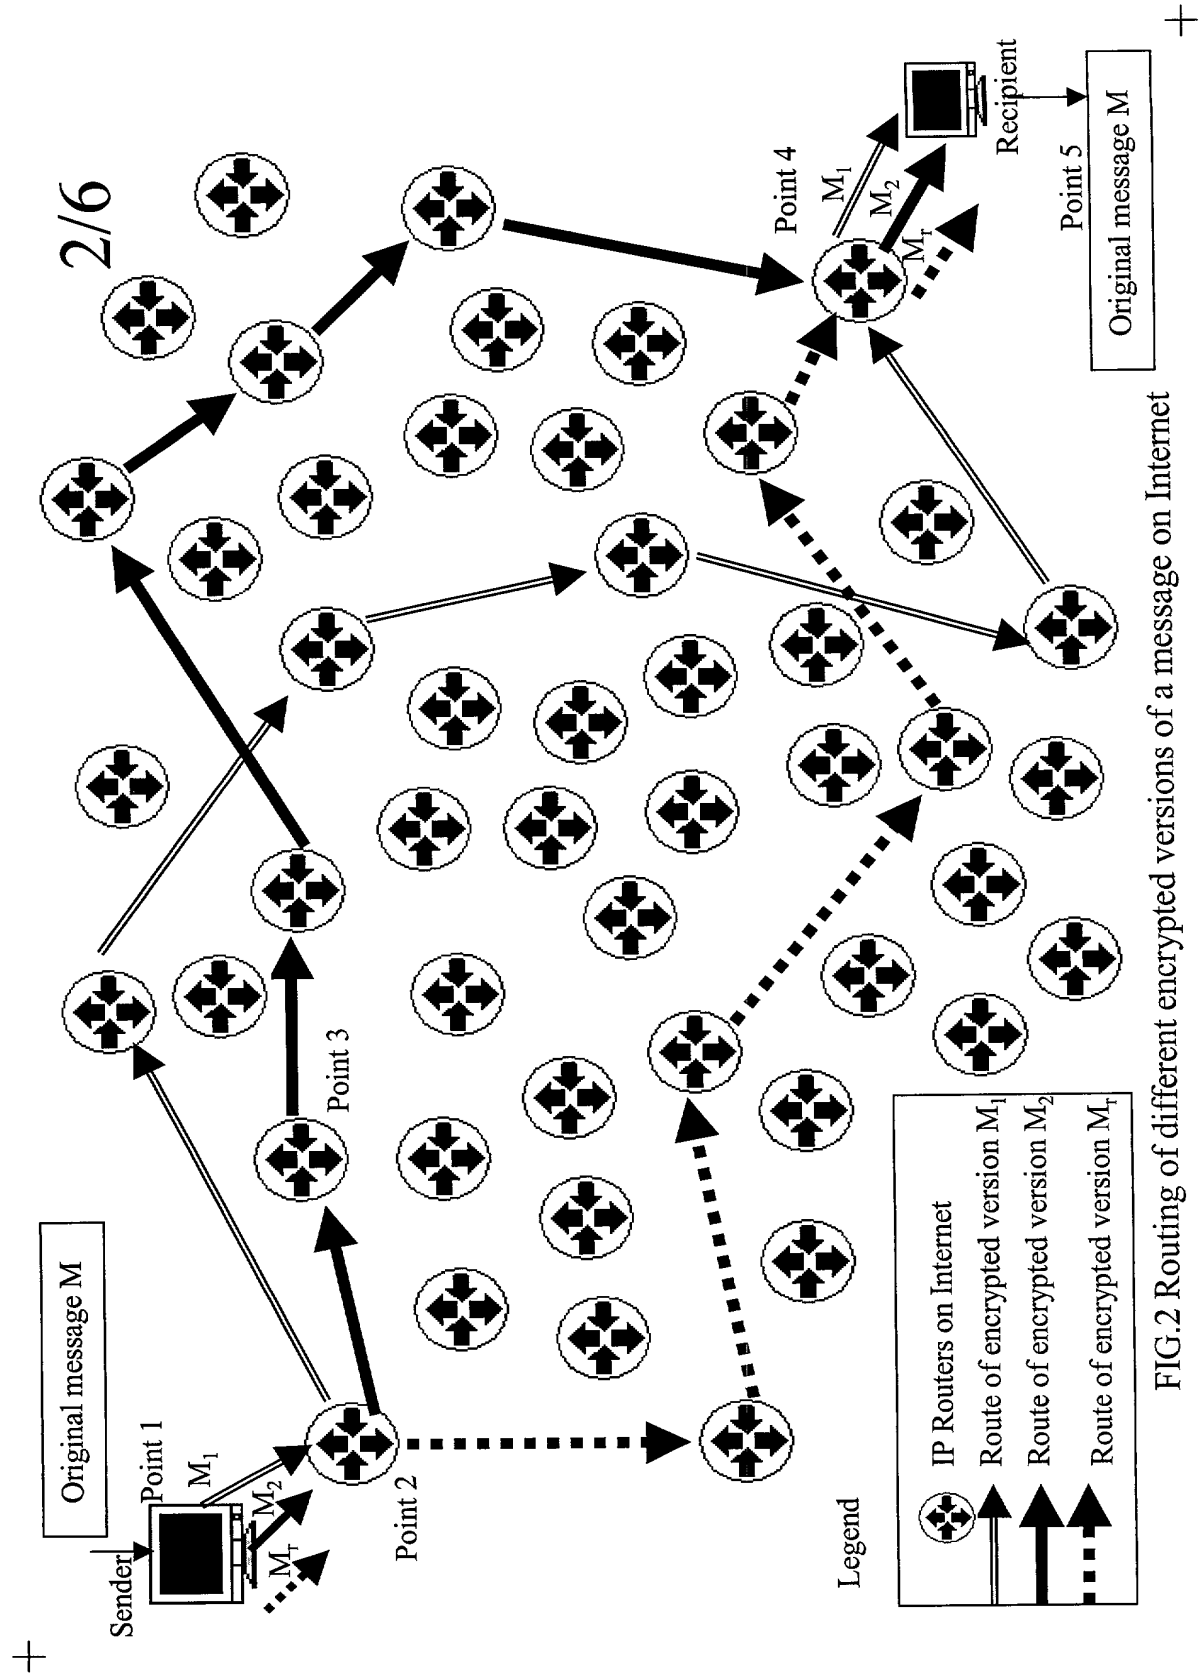 2/6
Original message M
Sender
Point 1
M₁
M₂
Mᵣ
Point 2
Point 3
Point 4
M₁
M₂
Mᵣ
Recipient
Point 5
Original message M
Legend
IP Routers on Internet
Route of encrypted version M₁
Route of encrypted version M₂
Route of encrypted version Mᵣ
FIG.2 Routing of different encrypted versions of a message on Internet